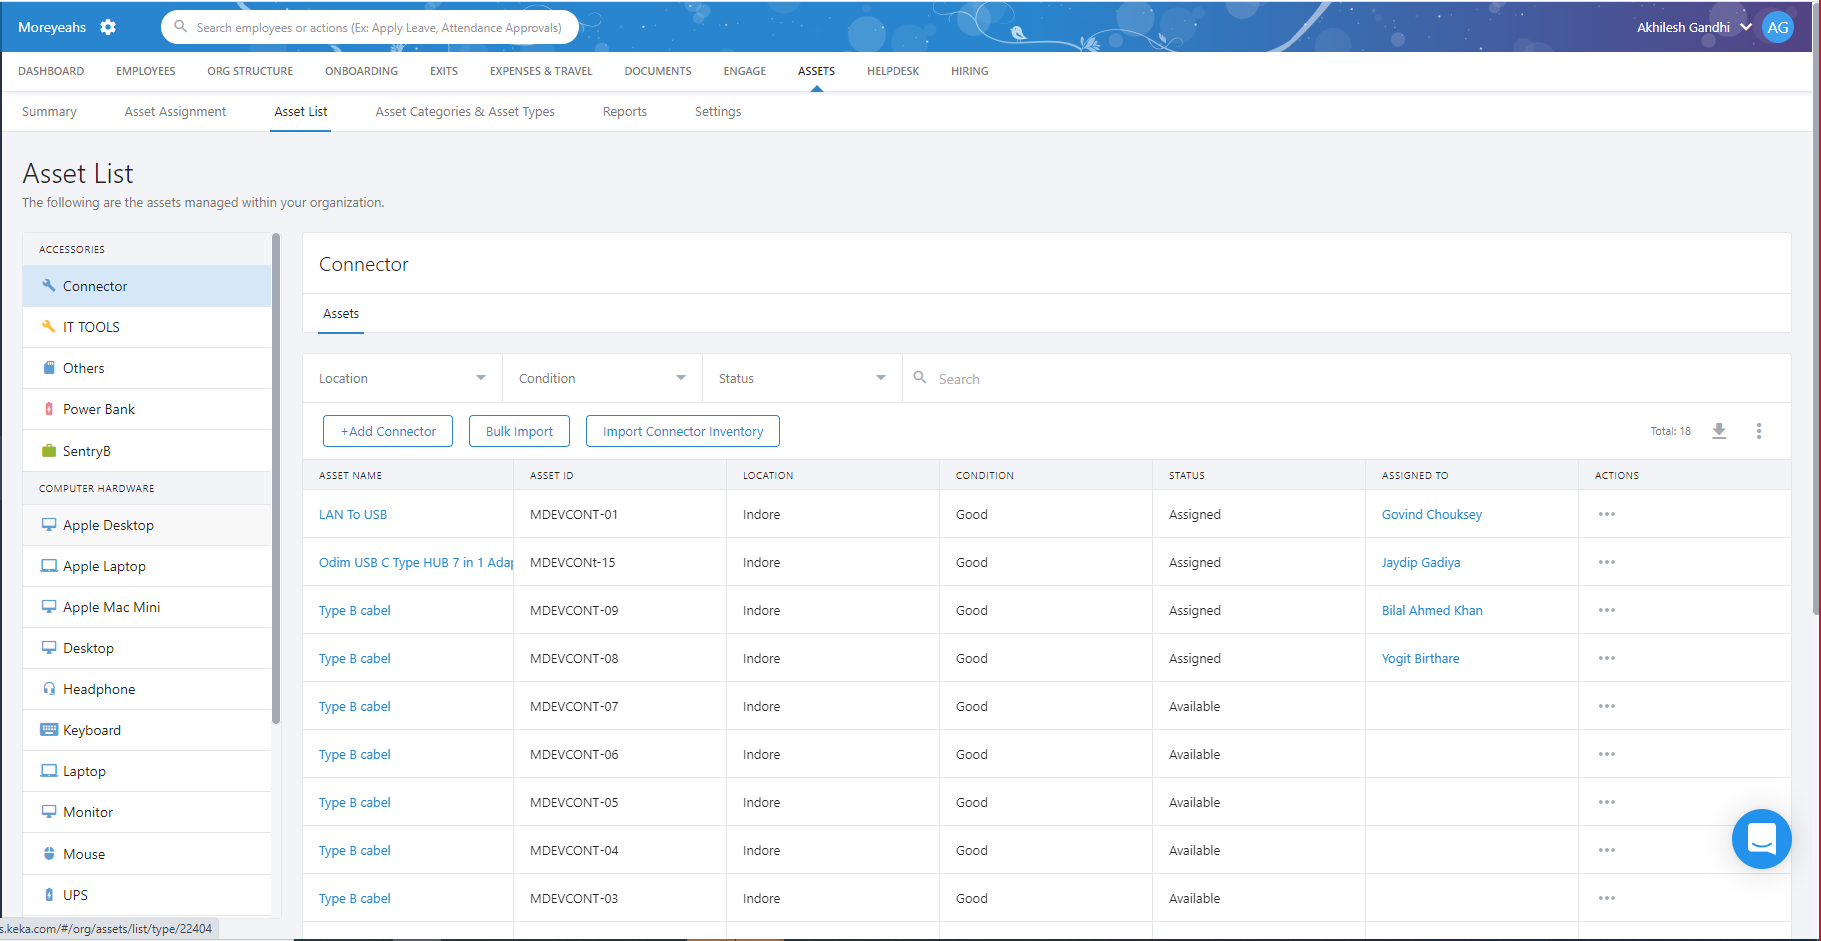 Moreyeahs
Search employees or actions (Ex: Apply Leave, Attendance Approvals)
Akhilesh Gandhi
AG
DASHBOARD EMPLOYEES ORG STRUCTURE ONBOARDING EXITS EXPENSES & TRAVEL DOCUMENTS ENGAGE ASSETS HELPDESK HIRING
Summary Asset Assignment Asset List Asset Categories & Asset Types Reports Settings
Asset List
The following are the assets managed within your organization.
ACCESSORIES
Connector
IT TOOLS
Others
Power Bank
SentryB
COMPUTER HARDWARE
Apple Desktop
Apple Laptop
Apple Mac Mini
Desktop
Headphone
Keyboard
Laptop
Monitor
Mouse
UPS
Connector
Assets
Location Condition Status Search
+Add Connector Bulk Import Import Connector Inventory Total: 18
ASSET NAME ASSET ID LOCATION CONDITION STATUS ASSIGNED TO ACTIONS
LAN To USB MDEVCONT-01 Indore Good Assigned Govind Chouksey
Odim USB C Type HUB 7 in 1 Adap MDEVCONt-15 Indore Good Assigned Jaydip Gadiya
Type B cabel MDEVCONT-09 Indore Good Assigned Bilal Ahmed Khan
Type B cabel MDEVCONT-08 Indore Good Assigned Yogit Birthare
Type B cabel MDEVCONT-07 Indore Good Available
Type B cabel MDEVCONT-06 Indore Good Available
Type B cabel MDEVCONT-05 Indore Good Available
Type B cabel MDEVCONT-04 Indore Good Available
Type B cabel MDEVCONT-03 Indore Good Available
s.keka.com/#/org/assets/list/type/22404